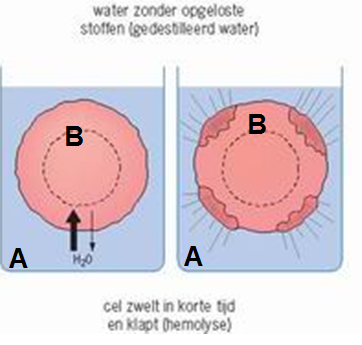 water zonder opgeloste
stoffen (gedestilleerd water)
B
B
A
H₂O
A
cel zwelt in korte tijd
en klapt (hemolyse)